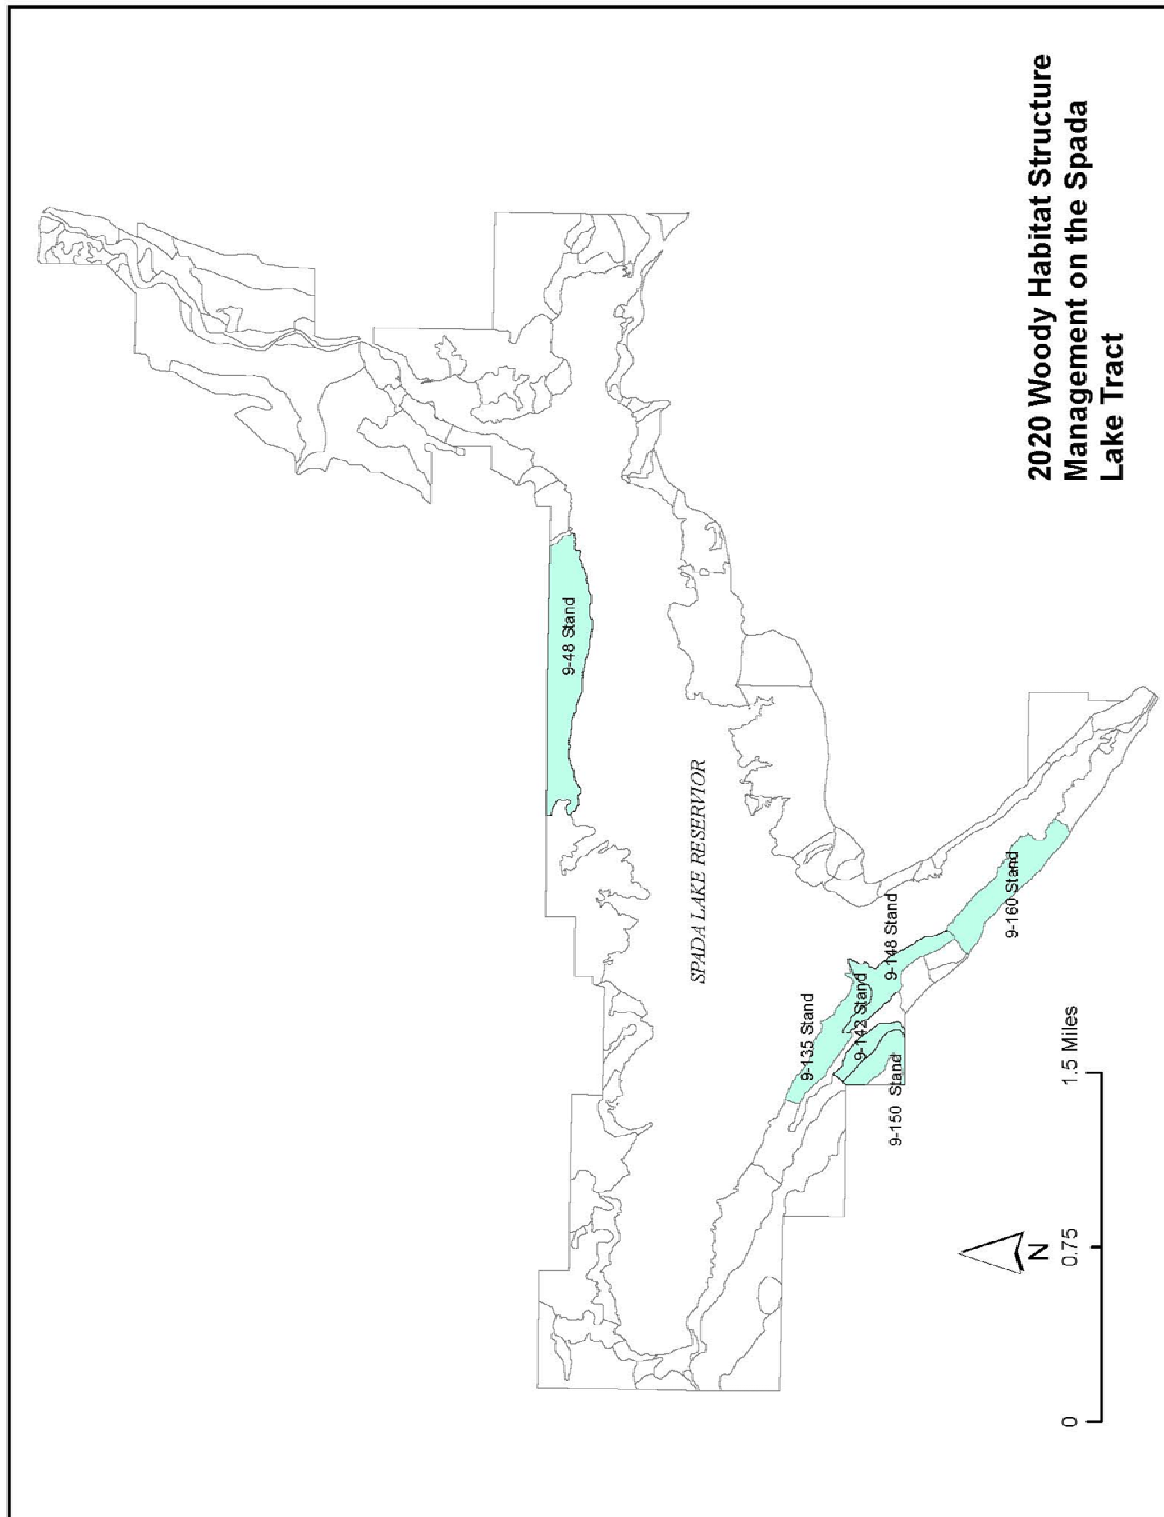 2020 Woody Habitat Structure
Management on the Spada
Lake Tract
9-48 Stand
SPADA LAKE RESERVIOR
9-135 Stand
9-142 Stand
9-148 Stand
9-150 Stand
9-160 Stand
N
0
0.75
1.5 Miles